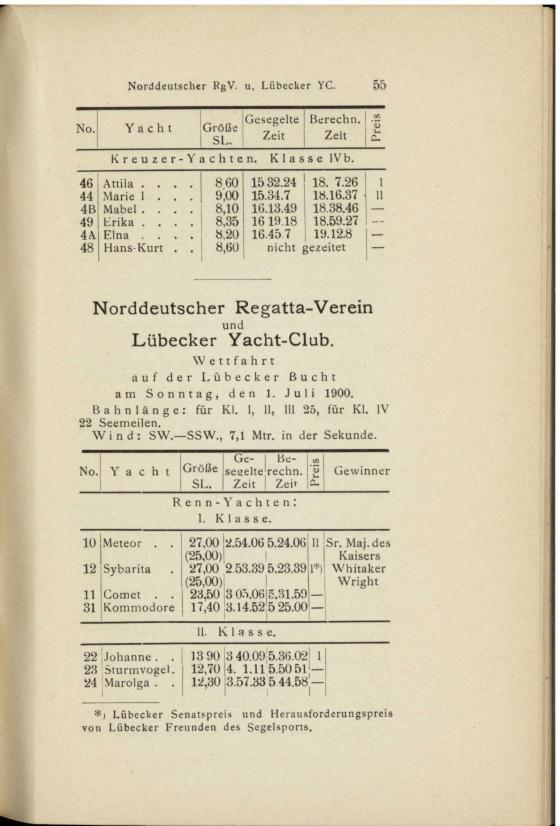 Norddeutscher RgV. u. Lübecker YC. 55
No. Yacht Größe SL. Gesegelte Zeit Berechn. Zeit Preis
Kreuzer-Yachten. Klasse IVb.
46 Attila . . . . 8,60 15 32.24 18. 7.26 I
44 Marie I . . . 9,00 15.34.7 18.16.37 II
4B Mabel . . . . 8,10 16.13.49 18.38.46 —
49 Erika . . . . 8,35 16 19.18 18.59.27 --
4A Elna . . . . 8,20 16.45.7 19.12.8 —
48 Hans-Kurt . . 8,60 nicht gezeitet —
Norddeutscher Regatta-Verein
und
Lübecker Yacht-Club.
Wettfahrt
auf der Lübecker Bucht
am Sonntag, den 1. Juli 1900.
Bahnlänge: für Kl. I, II, III 25, für Kl. IV
22 Seemeilen.
Wind: SW.—SSW., 7,1 Mtr. in der Sekunde.
No. Yacht Größe SL. Ge-segelte Zeit Be-rechn. Zeit Preis Gewinner
Renn-Yachten:
I. Klasse.
10 Meteor . . 27,00 2.54.06 5.24.06 II Sr. Maj. des
(25,00) Kaisers
12 Sybarita . 27,00 2.53.39 5.23.39 I*) Whitaker
(25,00) Wright
11 Comet . . 23,50 3 05,06 5.31.59 —
31 Kommodore 17,40 3.14.52 5 25.00 —
II. Klasse.
22 Johanne . . 13 90 3 40.09 5.36.02 I
23 Sturmvogel. 12,70 4. 1.11 5.50 51 —
24 Marolga . . 12,30 3.57.33 5 44.58 —
*) Lübecker Senatspreis und Herausforderungspreis
von Lübecker Freunden des Segelsports.